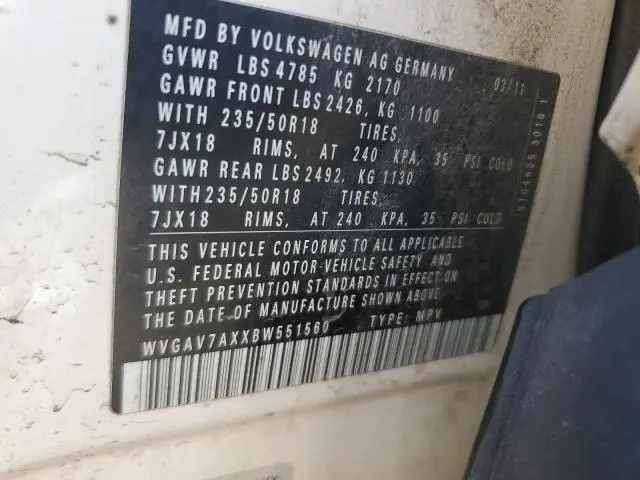 MFD BY VOLKSWAGEN AG GERMANY
GVWR LBS 4785 KG 2170 03/11
GAWR FRONT LBS 2426, KG 1100
WITH 235/50R18 TIRES,
7JX18 RIMS, AT 240 KPA, 35 PSI COLD
GAWR REAR LBS 2492, KG 1130
WITH 235/50R18 TIRES,
7JX18 RIMS, AT 240 KPA, 35 PSI COLD
THIS VEHICLE CONFORMS TO ALL APPLICABLE
U.S. FEDERAL MOTOR VEHICLE SAFETY AND
THEFT PREVENTION STANDARDS IN EFFECT ON
THE DATE OF MANUFACTURE SHOWN ABOVE
WVGAV7AXXBW551560 TYPE: MPV
3018 1